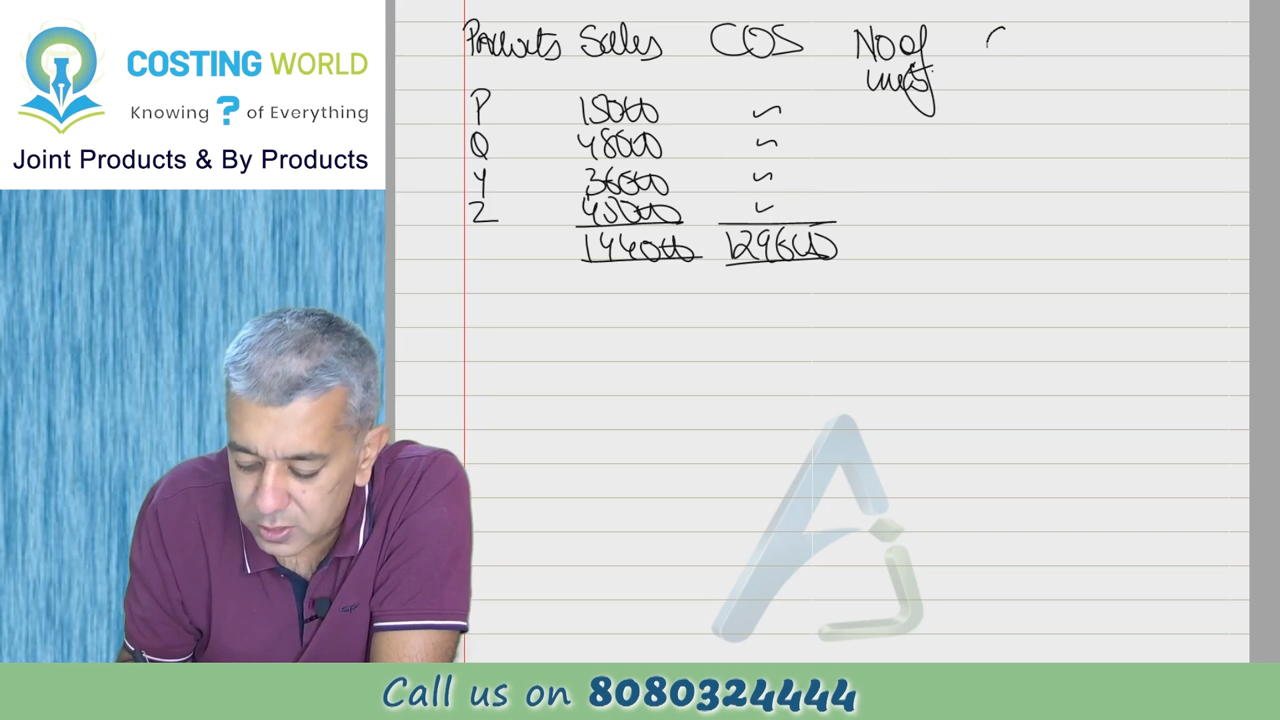 COSTING WORLD
Knowing ? of Everything
Joint Products & By Products
Products Sales COS No of
P 15000
Q 48000
Y 36000
Z 45000
144000 129600
Call us on 8080324444